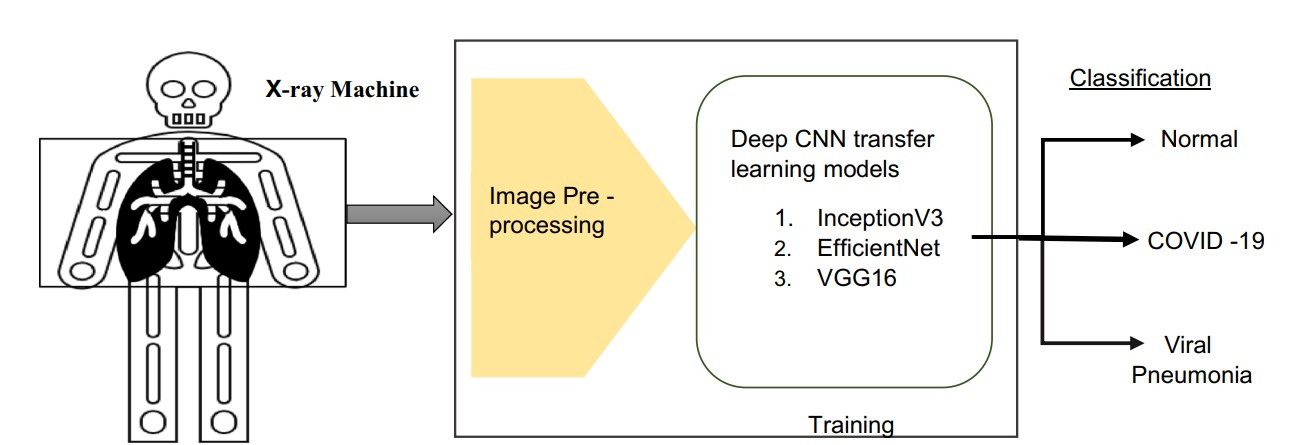 X-ray Machine
Image Pre -
processing
Deep CNN transfer
learning models
1. InceptionV3
2. EfficientNet
3. VGG16
Training
Classification
Normal
COVID -19
Viral
Pneumonia